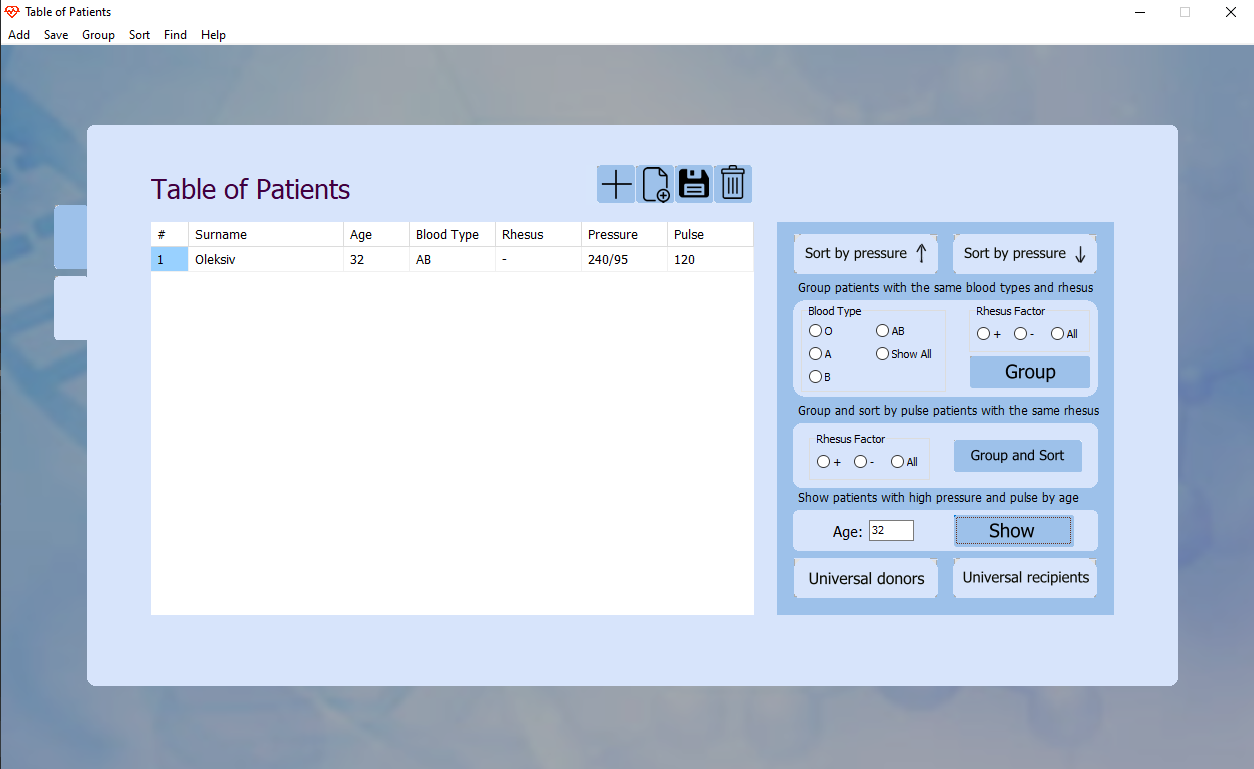 Table of Patients
Add Save Group Sort Find Help
Table of Patients
# Surname Age Blood Type Rhesus Pressure Pulse
1 Oleksiv 32 AB - 240/95 120
Sort by pressure ↑ Sort by pressure ↓
Group patients with the same blood types and rhesus
Blood Type Rhesus Factor
O AB + - All
A Show All
B
Group
Group and sort by pulse patients with the same rhesus
Rhesus Factor
+ - All Group and Sort
Show patients with high pressure and pulse by age
Age: 32 Show
Universal donors Universal recipients